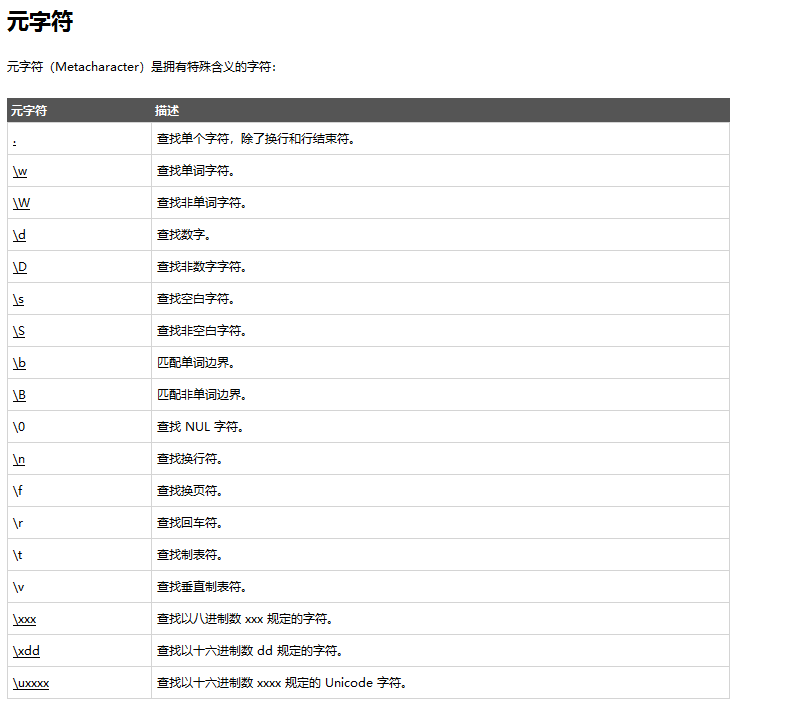 元字符
元字符（Metacharacter）是拥有特殊含义的字符：
元字符 描述
. 查找单个字符，除了换行和行结束符。
\w 查找单词字符。
\W 查找非单词字符。
\d 查找数字。
\D 查找非数字字符。
\s 查找空白字符。
\S 查找非空白字符。
\b 匹配单词边界。
\B 匹配非单词边界。
\0 查找 NUL 字符。
\n 查找换行符。
\f 查找换页符。
\r 查找回车符。
\t 查找制表符。
\v 查找垂直制表符。
\xxx 查找以八进制数 xxx 规定的字符。
\xdd 查找以十六进制数 dd 规定的字符。
\uxxxx 查找以十六进制数 xxxx 规定的 Unicode 字符。